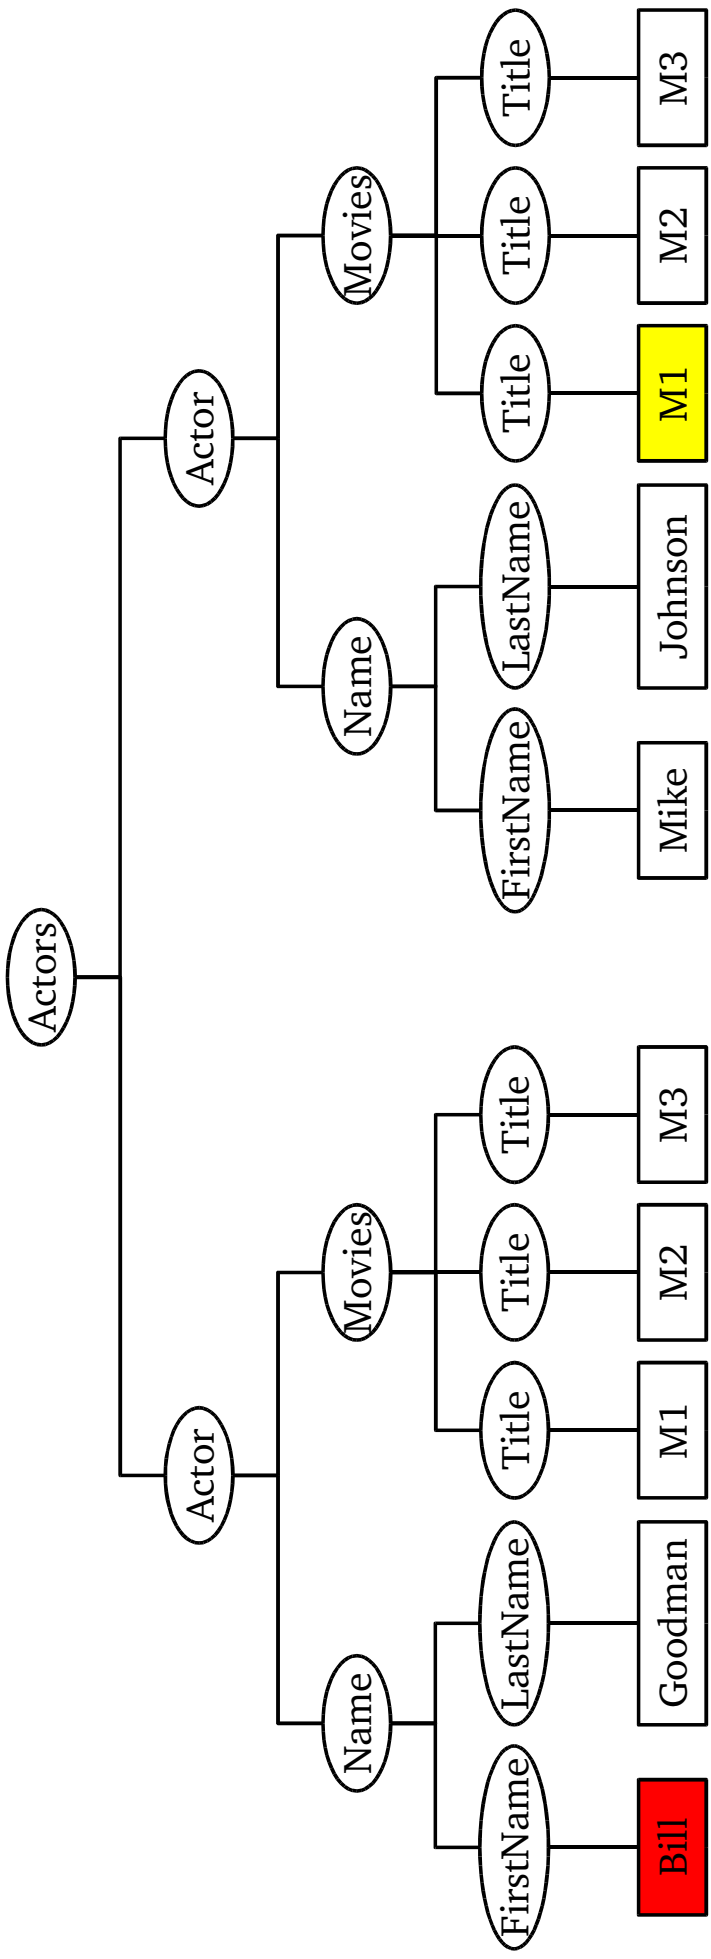 Actors
Actor
Actor
Name
Movies
Name
Movies
FirstName
LastName
Title
Title
Title
FirstName
LastName
Title
Title
Title
Bill
Goodman
M1
M2
M3
Mike
Johnson
M1
M2
M3